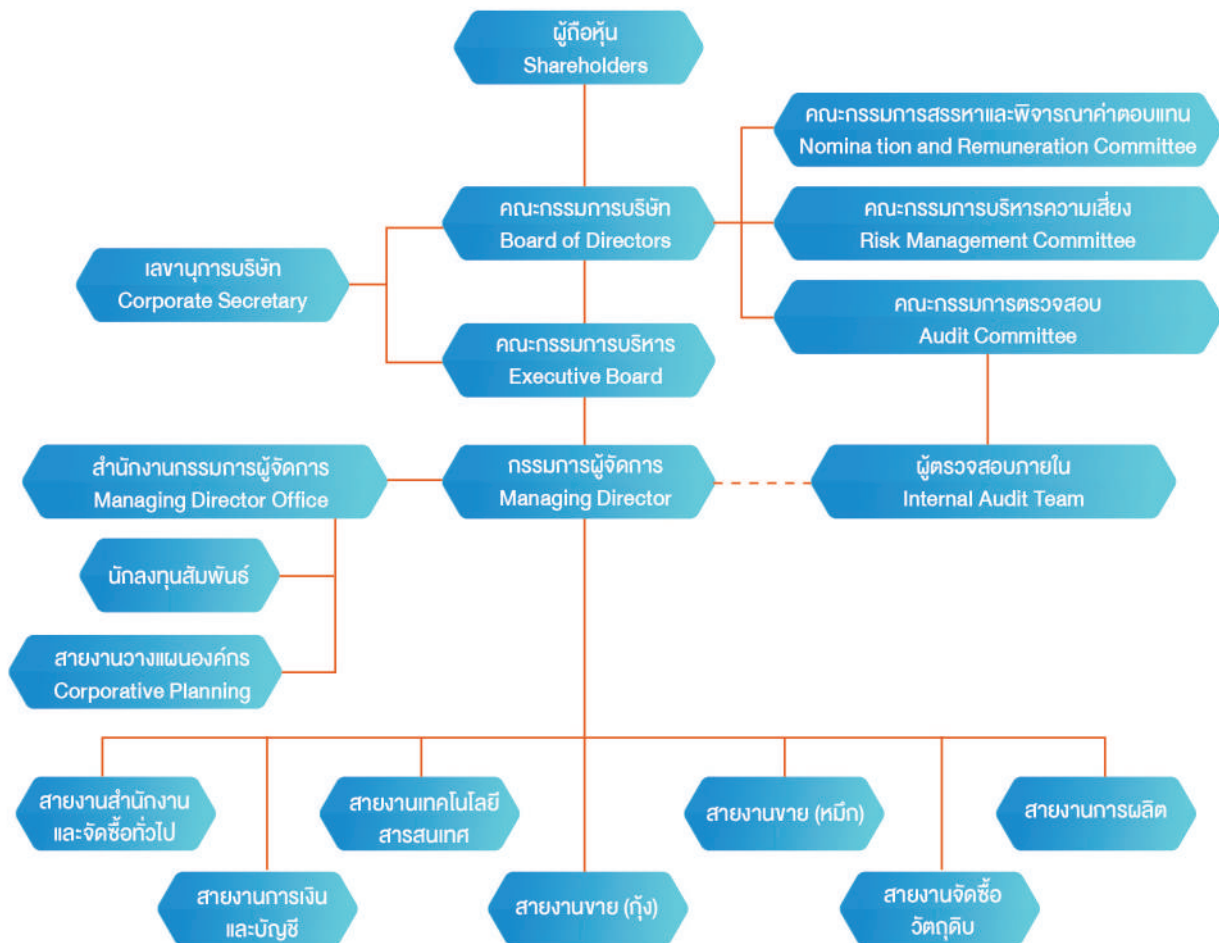 ผู้ถือหุ้น
Shareholders
คณะกรรมการสรรหาและพิจารณาค่าตอบแทน
Nomina tion and Remuneration Committee
คณะกรรมการบริษัท
Board of Directors
คณะกรรมการบริหารความเสี่ยง
Risk Management Committee
เลขานุการบริษัท
Corporate Secretary
คณะกรรมการตรวจสอบ
Audit Committee
คณะกรรมการบริหาร
Executive Board
สำนักงานกรรมการผู้จัดการ
Managing Director Office
กรรมการผู้จัดการ
Managing Director
ผู้ตรวจสอบภายใน
Internal Audit Team
นักลงทุนสัมพันธ์
สายงานวางแผนองค์กร
Corporative Planning
สายงานสำนักงาน
และจัดซื้อทั่วไป
สายงานเทคโนโลยี
สารสนเทศ
สายงานขาย (หมึก)
สายงานการผลิต
สายงานการเงิน
และบัญชี
สายงานขาย (กุ้ง)
สายงานจัดซื้อ
วัตถุดิบ